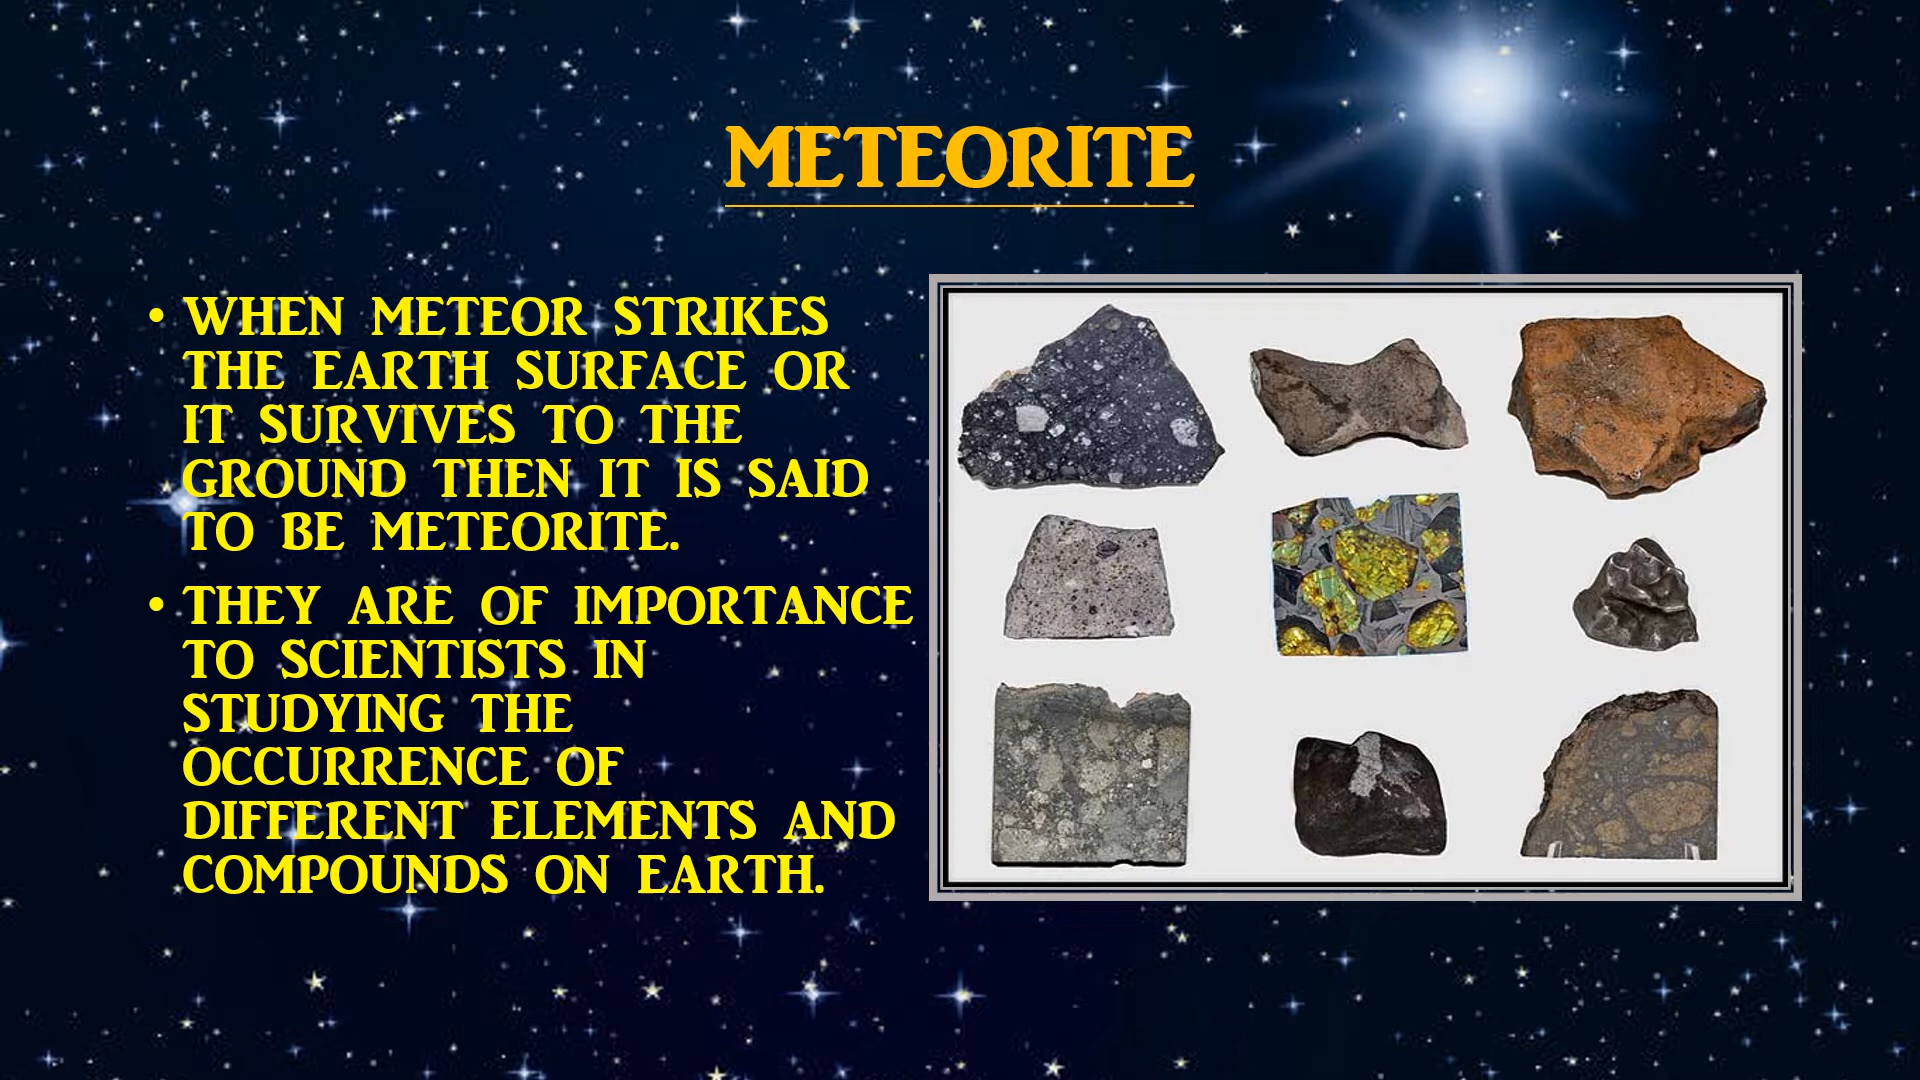 METEORITE
• WHEN METEOR STRIKES
THE EARTH SURFACE OR
IT SURVIVES TO THE
GROUND THEN IT IS SAID
TO BE METEORITE.
• THEY ARE OF IMPORTANCE
TO SCIENTISTS IN
STUDYING THE
OCCURRENCE OF
DIFFERENT ELEMENTS AND
COMPOUNDS ON EARTH.